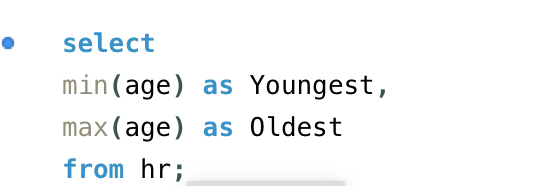 select
min(age) as Youngest,
max(age) as Oldest
from hr;